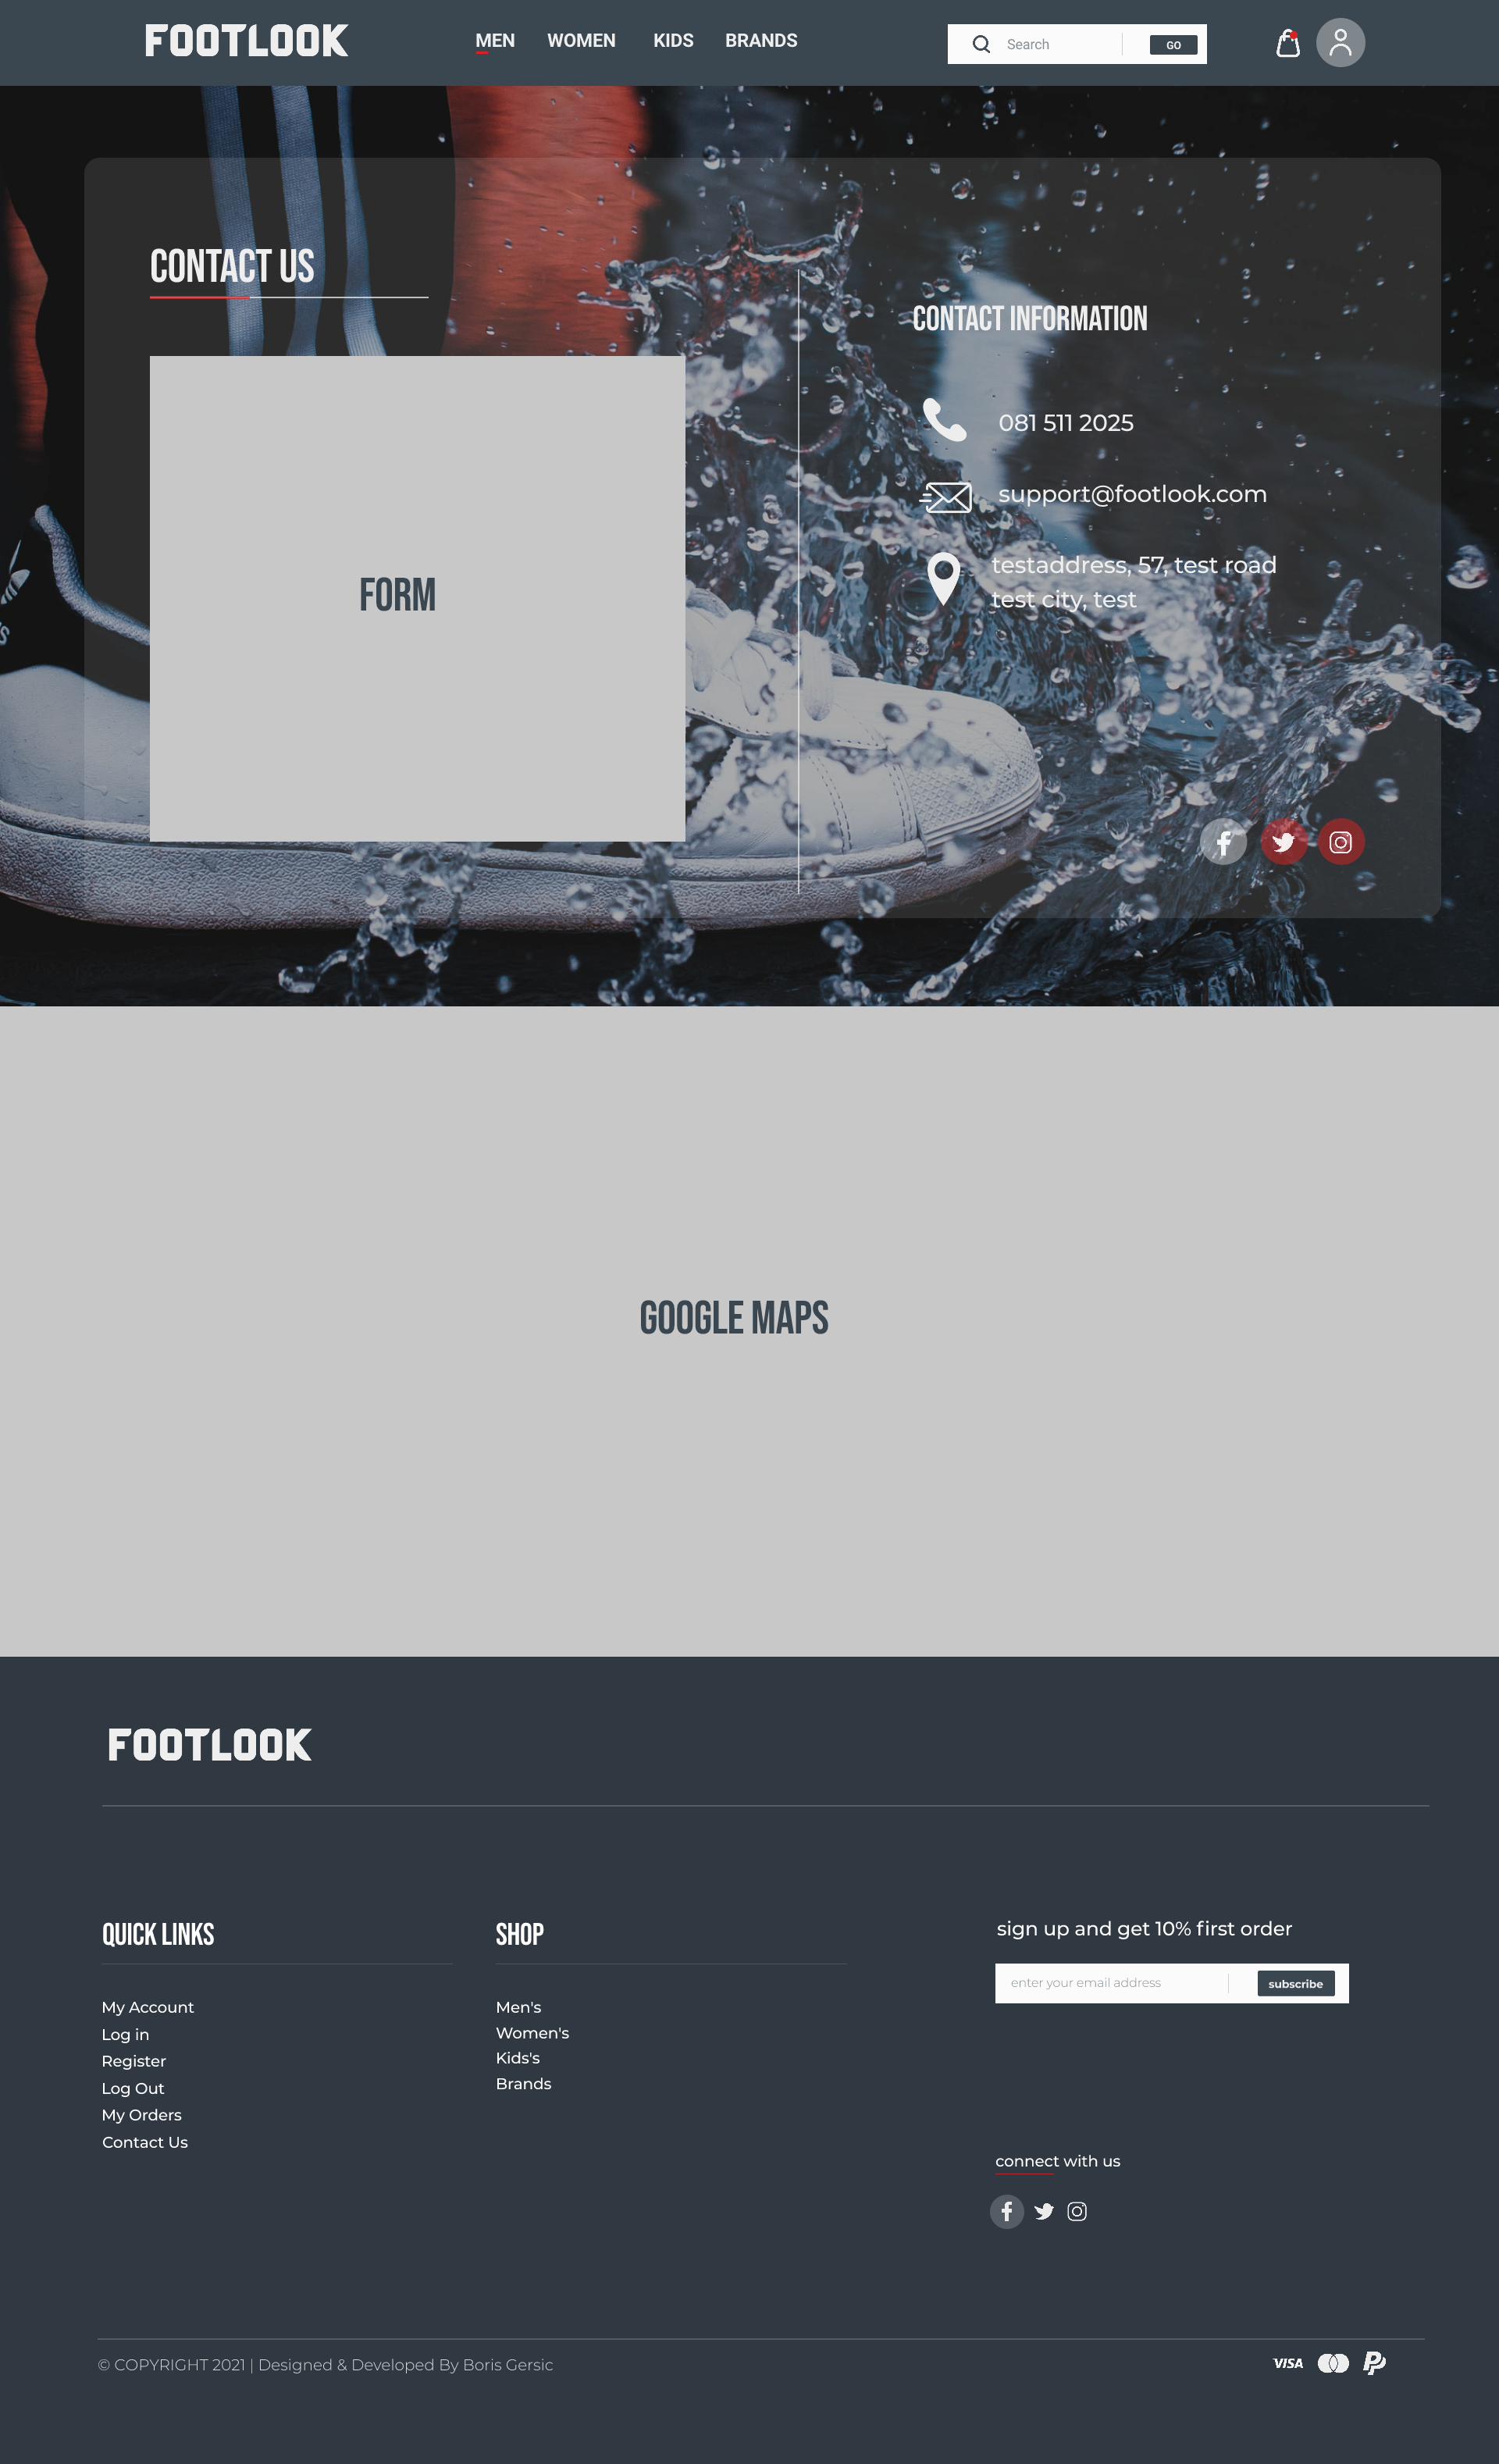 FOOTLOOK
MEN WOMEN KIDS BRANDS
Search
GO
CONTACT US
FORM
CONTACT INFORMATION
081 511 2025
support@footlook.com
testaddress, 57, test road
test city, test
GOOGLE MAPS
FOOTLOOK
QUICK LINKS
My Account
Log in
Register
Log Out
My Orders
Contact Us
SHOP
Men's
Women's
Kids's
Brands
sign up and get 10% first order
enter your email address
subscribe
connect with us
© COPYRIGHT 2021 | Designed & Developed By Boris Gersic
VISA